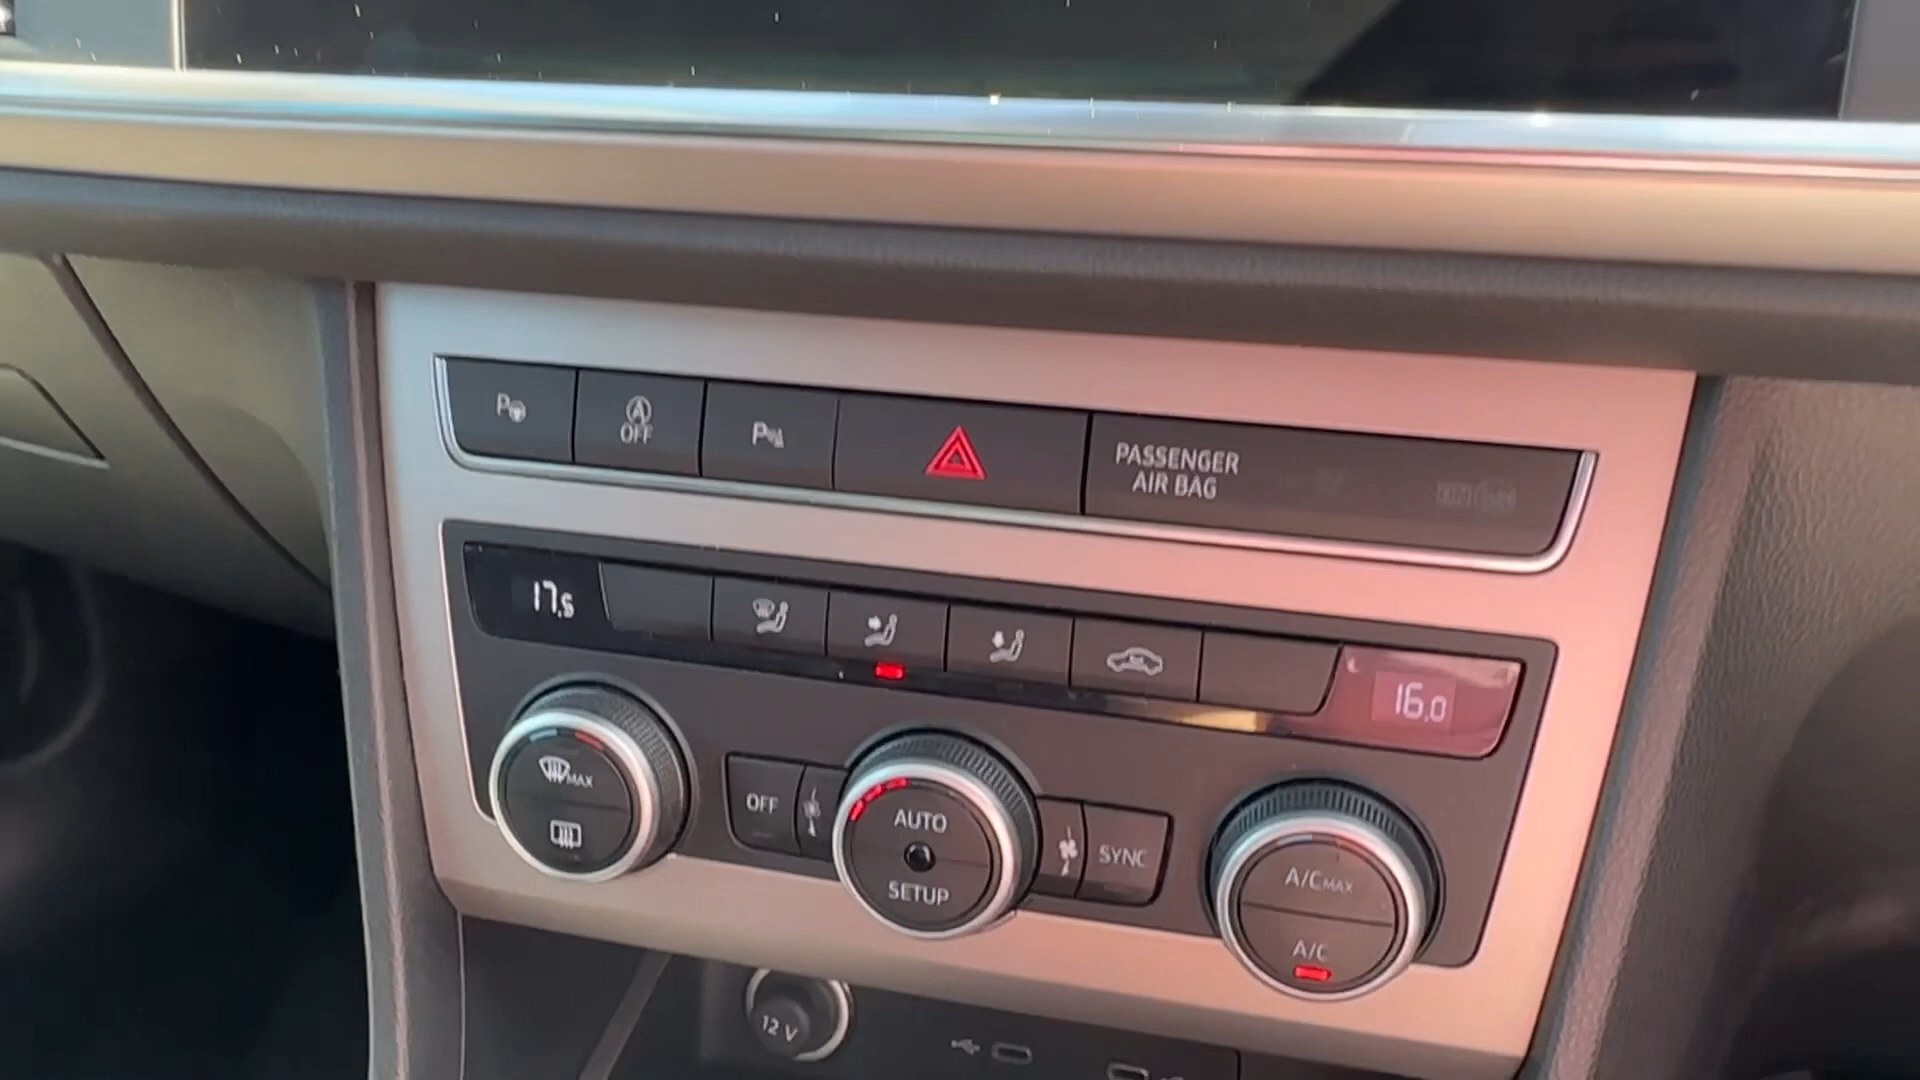 P
A
OFF
P
PASSENGER
AIR BAG
17.5
16.0
MAX
OFF
AUTO
SETUP
SYNC
A/C MAX
A/C
12 V